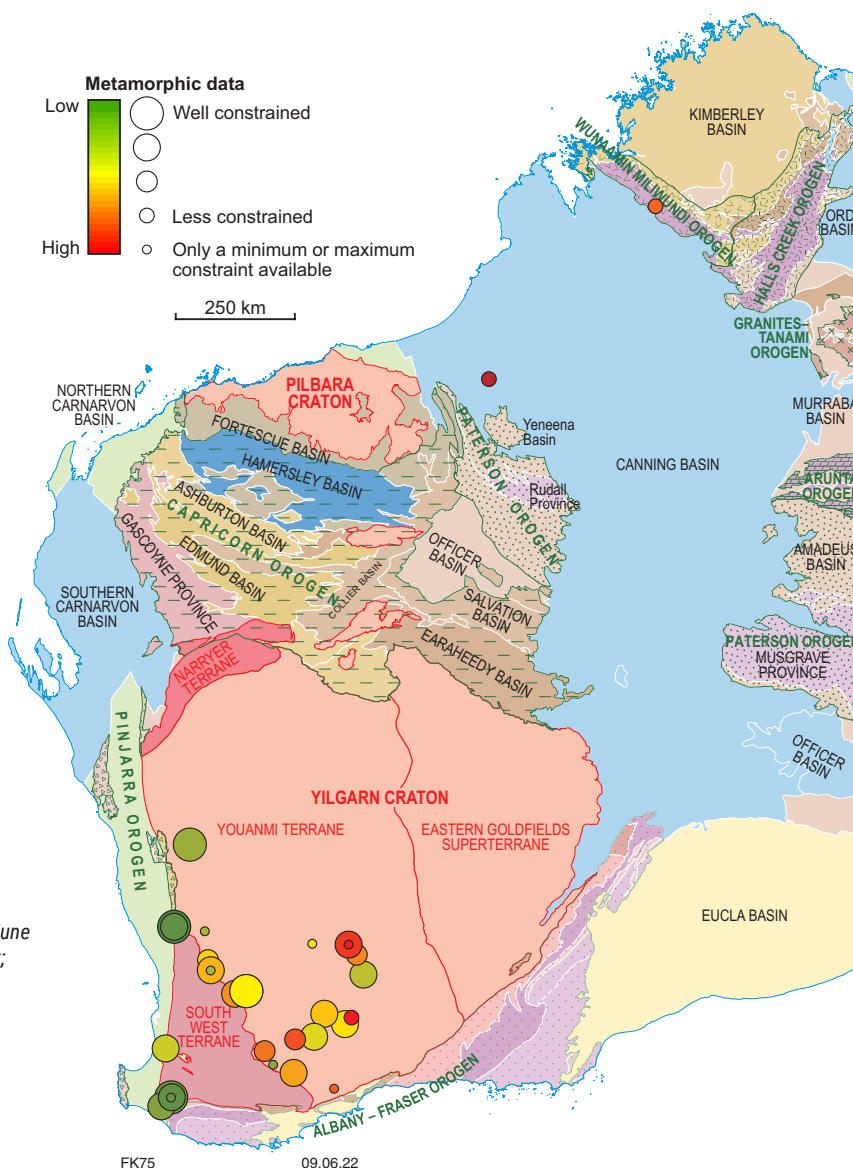 Metamorphic data
Low
Well constrained
Less constrained
High
Only a minimum or maximum
constraint available
250 km
KIMBERLEY
BASIN
WUNAAMIN MILIWUNDI OROGEN
HALLS CREEK OROGEN
ORD
BASIN
GRANITES–
TANAMI
OROGEN
NORTHERN
CARNARVON
BASIN
PILBARA
CRATON
MURRABA
BASIN
FORTESCUE BASIN
PATERSON OROGEN
Yeneena
Basin
HAMERSLEY BASIN
CANNING BASIN
Rudall
Province
ARUNTA
OROGEN
ASHBURTON BASIN
CAPRICORN OROGEN
GASCOYNE PROVINCE
EDMUND BASIN
COLLIER BASIN
OFFICER
BASIN
AMADEUS
BASIN
SOUTHERN
CARNARVON
BASIN
SALVATION
BASIN
EARAHEEDY BASIN
PATERSON OROGEN
MUSGRAVE
PROVINCE
NARRYER
TERRANE
PINJARRA OROGEN
OFFICER
BASIN
YILGARN CRATON
YOUANMI TERRANE
EASTERN GOLDFIELDS
SUPERTERRANE
EUCLA BASIN
une
;
SOUTH
WEST
TERRANE
ALBANY – FRASER OROGEN
FK75
09.06.22